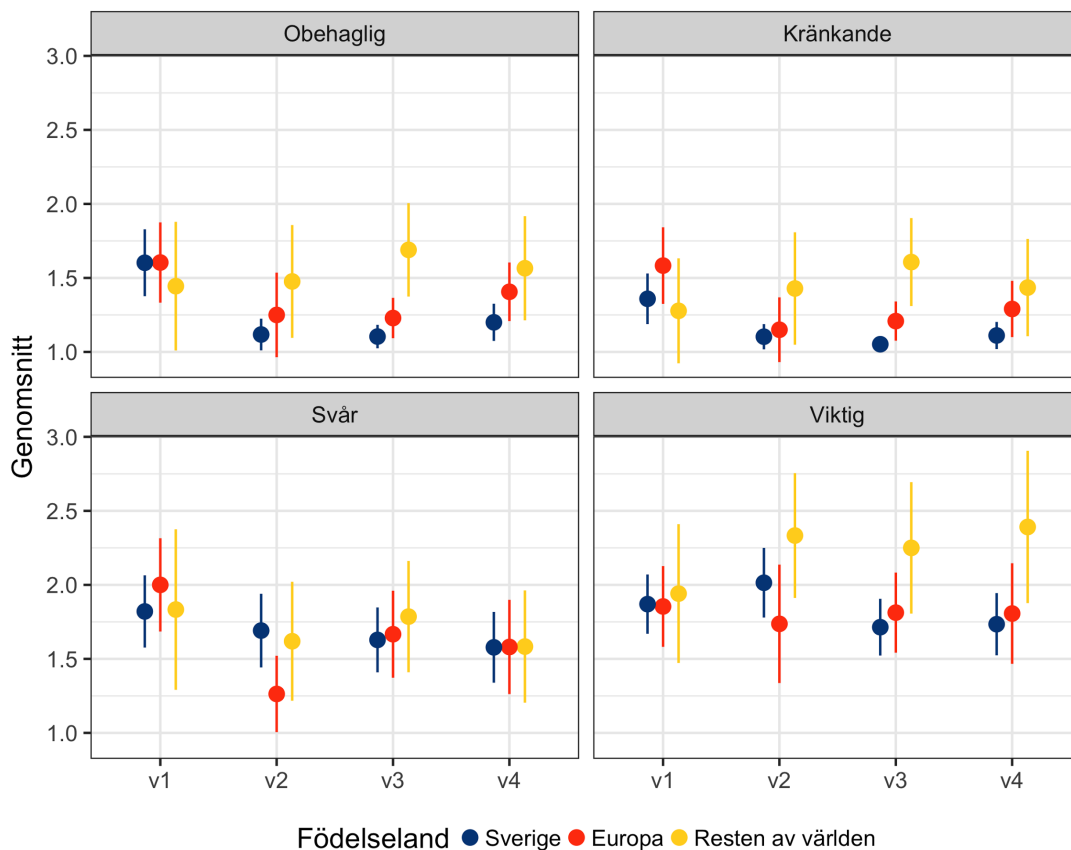 Obehaglig
Kränkande
3.0
2.5
2.0
1.5
1.0
Svår
Viktig
3.0
2.5
2.0
1.5
1.0
Genomsnitt
v1 v2 v3 v4
v1 v2 v3 v4
Födelseland Sverige Europa Resten av världen